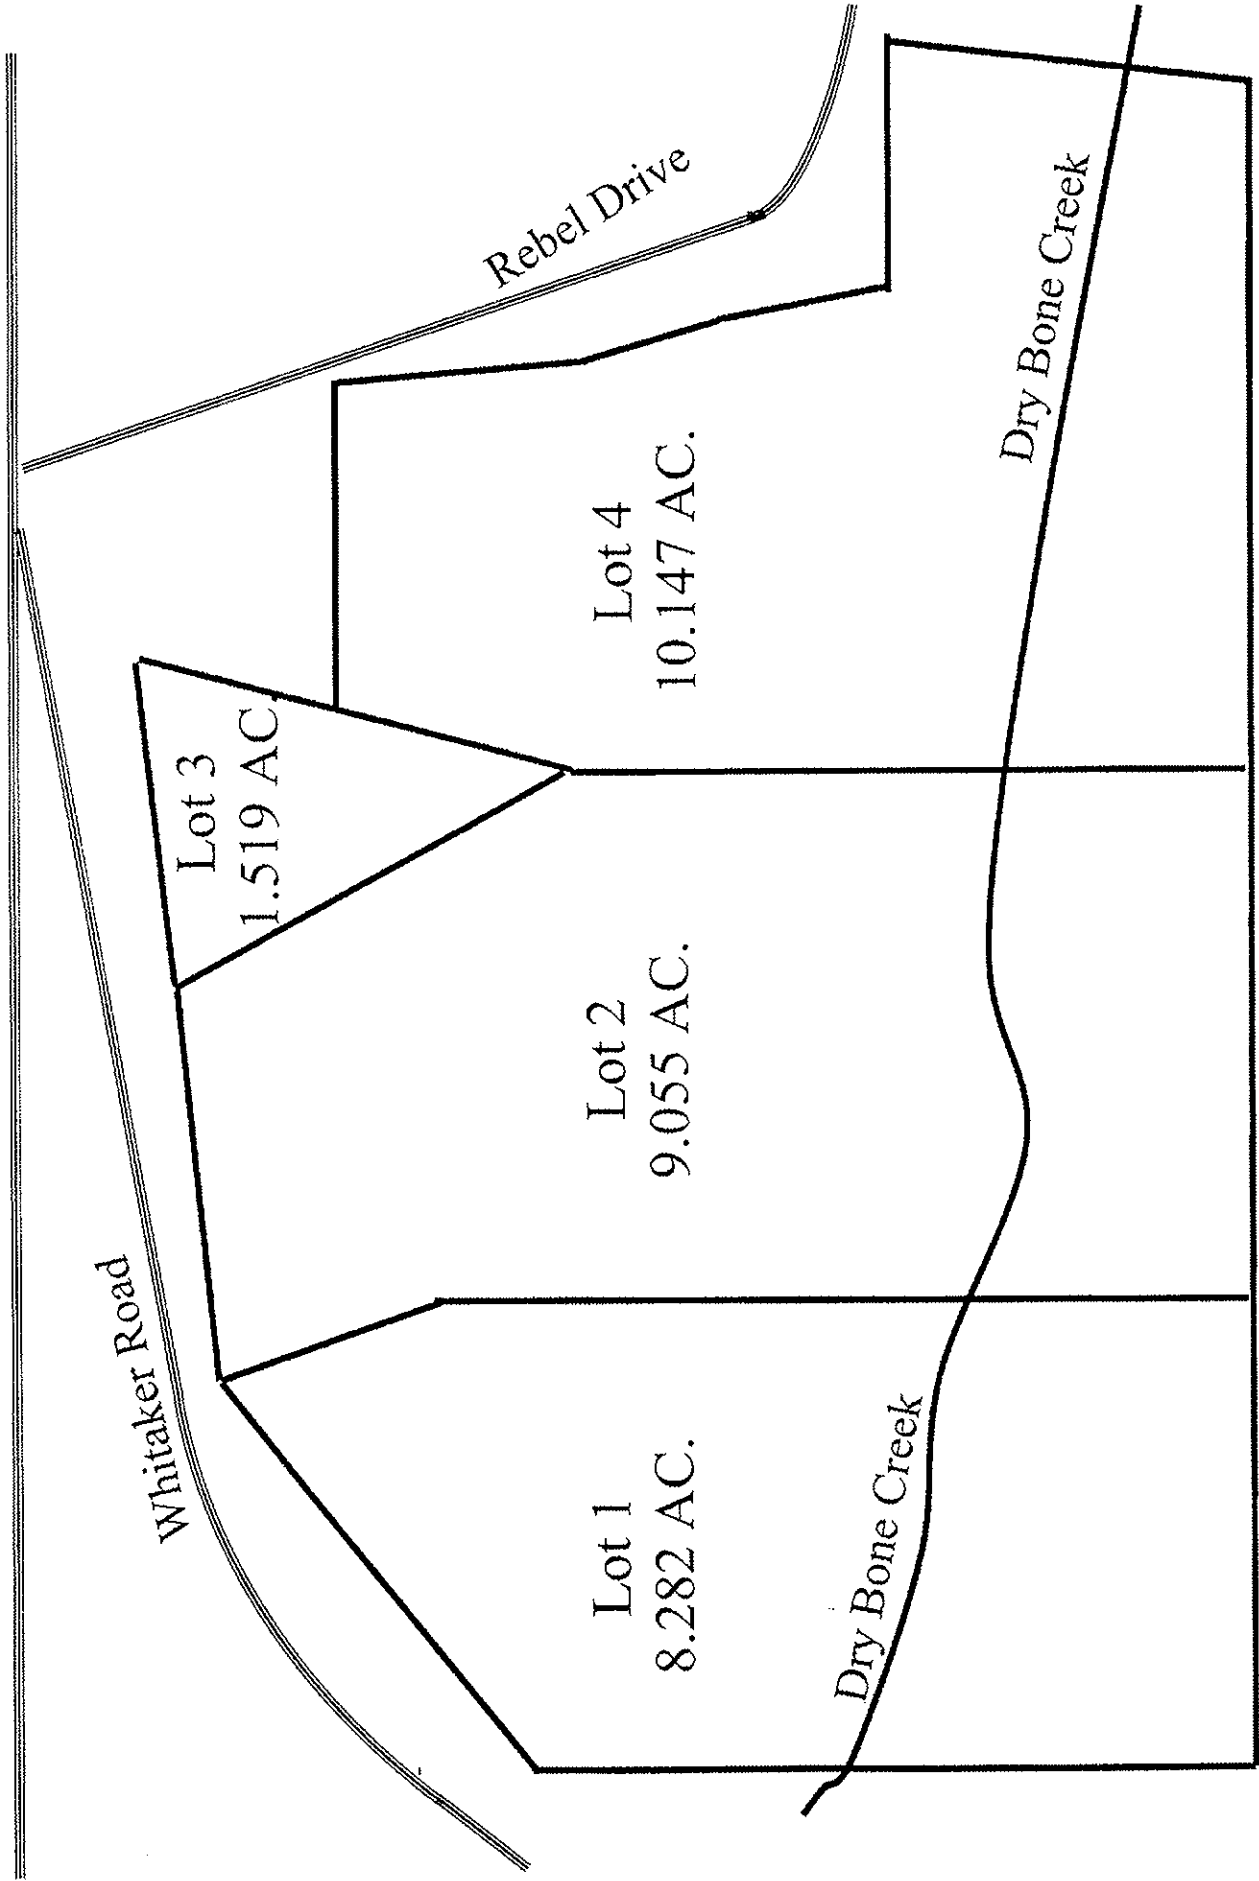 Whitaker Road
Rebel Drive
Lot 1
8.282 AC.
Lot 2
9.055 AC.
Lot 3
1.519 AC.
Lot 4
10.147 AC.
Dry Bone Creek
Dry Bone Creek